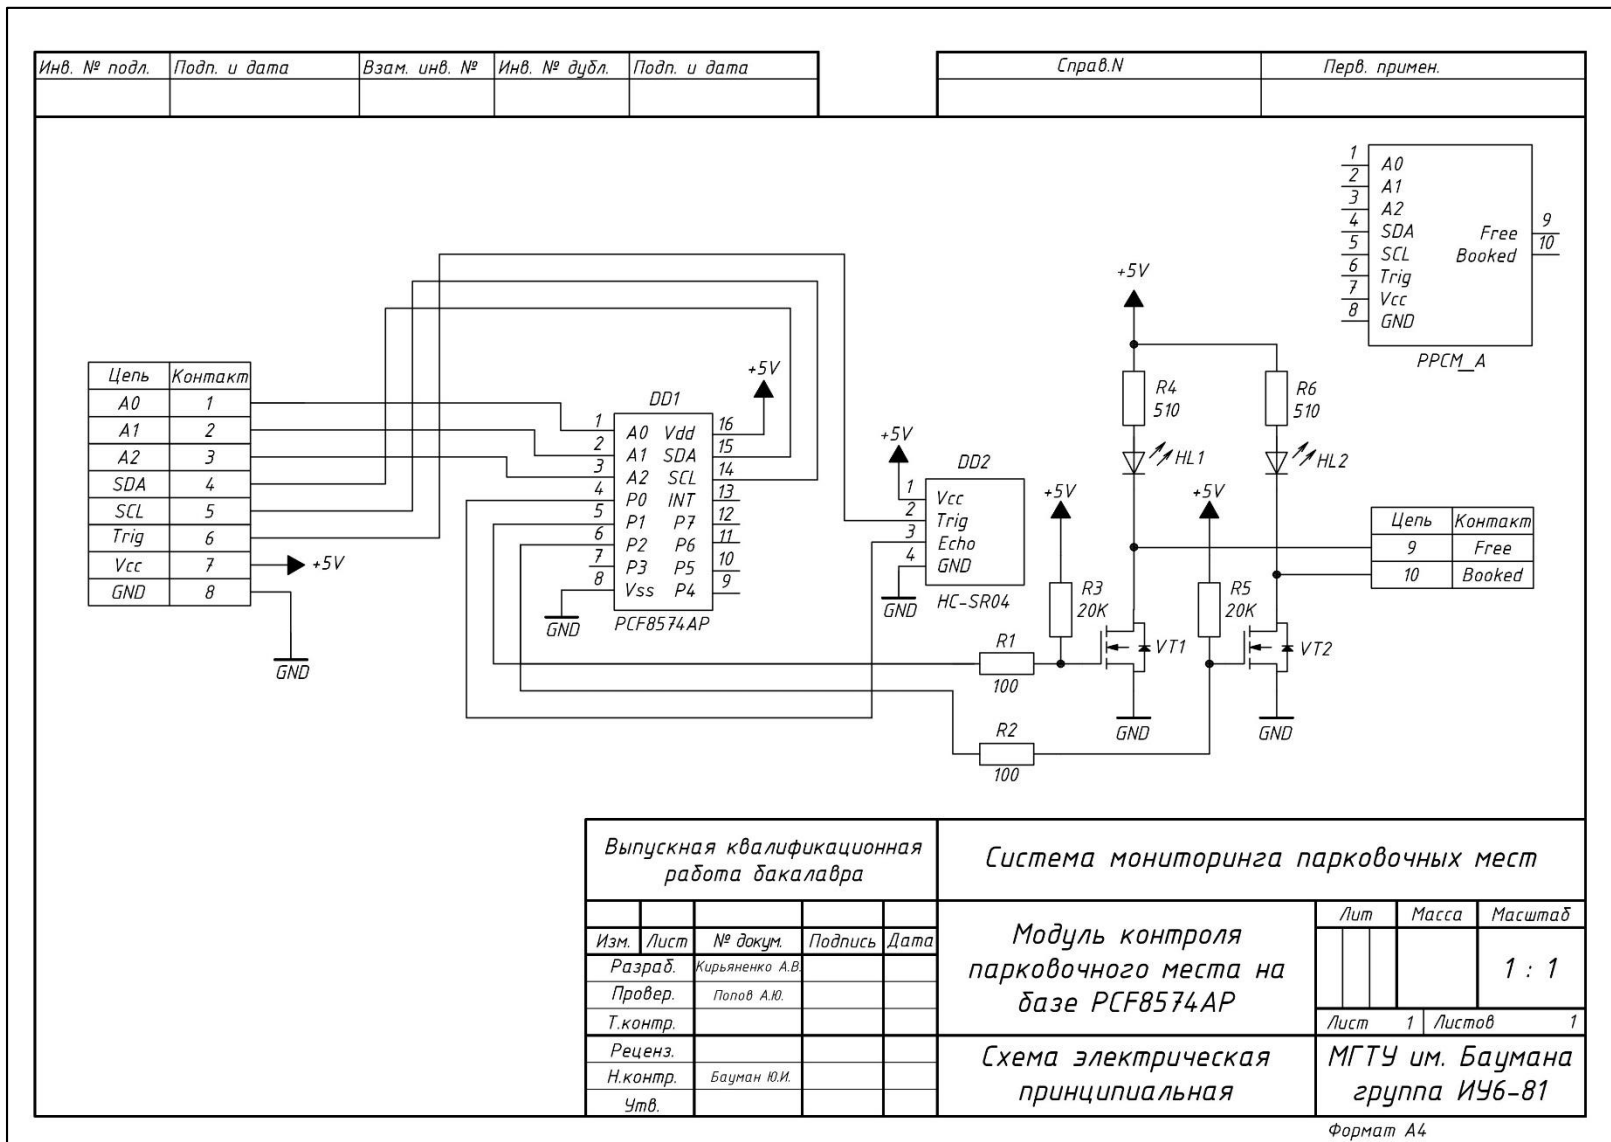 Инв. № подл. Подп. и дата Взам. инв. № Инв. № дубл. Подп. и дата
Справ.N Перв. примен.
1 A0
2 A1
3 A2
4 SDA
5 SCL
6 Trig
7 Vcc
8 GND
Free 9
Booked 10
PPCM_A
Цепь Контакт
A0 1
A1 2
A2 3
SDA 4
SCL 5
Trig 6
Vcc 7
GND 8
+5V
GND
DD1
+5V
1 A0 Vdd 16
2 A1 SDA 15
3 A2 SCL 14
4 P0 INT 13
5 P1 P7 12
6 P2 P6 11
7 P3 P5 10
8 Vss P4 9
GND
PCF8574AP
+5V
DD2
1 Vcc
2 Trig
3 Echo
4 GND
GND
HC-SR04
+5V
R4
510
R6
510
HL1
HL2
+5V
+5V
R3
20K
R5
20K
Цепь Контакт
9 Free
10 Booked
R1
100
VT1
VT2
R2
100
GND
GND
Выпускная квалификационная
работа бакалавра
Система мониторинга парковочных мест
Изм. Лист № докум. Подпись Дата
Разраб. Кирьяненко А.В.
Провер. Попов А.Ю.
Т.контр.
Реценз.
Н.контр. Бауман Ю.И.
Утв.
Модуль контроля
парковочного места на
базе PCF8574AP
Лит Масса Масштаб
1 : 1
Лист 1 Листов 1
Схема электрическая
принципиальная
МГТУ им. Баумана
группа ИУ6-81
Формат А4